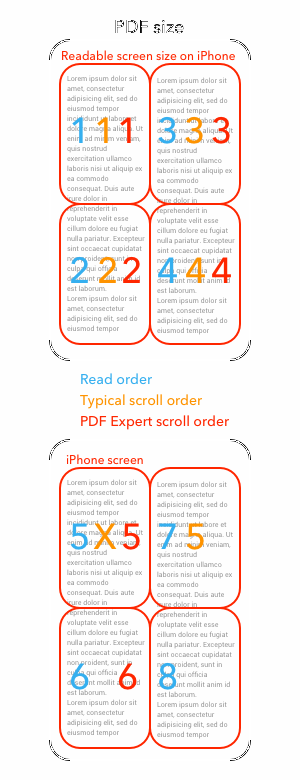 PDF size
Readable screen size on iPhone
Lorem ipsum dolor sit
amet, consectetur
adipisicing elit, sed do
eiusmod tempor
incididunt ut labore et
dolore magna aliqua. Ut
enim ad minim veniam,
quis nostrud
exercitation ullamco
laboris nisi ut aliquip ex
ea commodo
consequat. Duis aute
irure dolor in
1 1 1
reprehenderit in
voluptate velit esse
cillum dolore eu fugiat
nulla pariatur. Excepteur
sint occaecat cupidatat
non proident, sunt in
culpa qui officia
deserunt mollit anim id
est laborum.
Lorem ipsum dolor sit
amet, consectetur
adipisicing elit, sed do
eiusmod tempor
2 2 2
Lorem ipsum dolor sit
amet, consectetur
adipisicing elit, sed do
eiusmod tempor
incididunt ut labore et
dolore magna aliqua. Ut
enim ad minim veniam,
quis nostrud
exercitation ullamco
laboris nisi ut aliquip ex
ea commodo
consequat. Duis aute
irure dolor in
3 3 3
reprehenderit in
voluptate velit esse
cillum dolore eu fugiat
nulla pariatur. Excepteur
sint occaecat cupidatat
non proident, sunt in
culpa qui officia
deserunt mollit anim id
est laborum.
Lorem ipsum dolor sit
amet, consectetur
adipisicing elit, sed do
eiusmod tempor
4 4 4
Read order
Typical scroll order
PDF Expert scroll order
iPhone screen
Lorem ipsum dolor sit
amet, consectetur
adipisicing elit, sed do
eiusmod tempor
incididunt ut labore et
dolore magna aliqua. Ut
enim ad minim veniam,
quis nostrud
exercitation ullamco
laboris nisi ut aliquip ex
ea commodo
consequat. Duis aute
irure dolor in
5 X 5
reprehenderit in
voluptate velit esse
cillum dolore eu fugiat
nulla pariatur. Excepteur
sint occaecat cupidatat
non proident, sunt in
culpa qui officia
deserunt mollit anim id
est laborum.
Lorem ipsum dolor sit
amet, consectetur
adipisicing elit, sed do
eiusmod tempor
6 6
Lorem ipsum dolor sit
amet, consectetur
adipisicing elit, sed do
eiusmod tempor
incididunt ut labore et
dolore magna aliqua. Ut
enim ad minim veniam,
quis nostrud
exercitation ullamco
laboris nisi ut aliquip ex
ea commodo
consequat. Duis aute
irure dolor in
7 5
reprehenderit in
voluptate velit esse
cillum dolore eu fugiat
nulla pariatur. Excepteur
sint occaecat cupidatat
non proident, sunt in
culpa qui officia
deserunt mollit anim id
est laborum.
Lorem ipsum dolor sit
amet, consectetur
adipisicing elit, sed do
eiusmod tempor
8